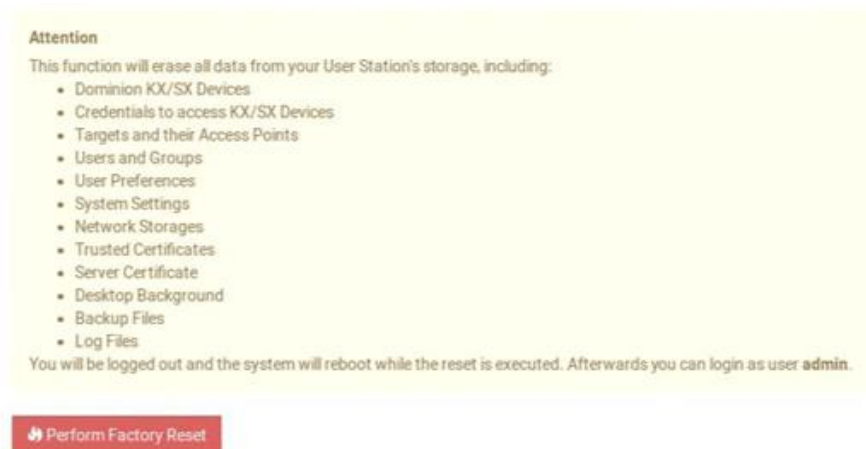 Attention
This function will erase all data from your User Station's storage, including:
• Dominion KX/SX Devices
• Credentials to access KX/SX Devices
• Targets and their Access Points
• Users and Groups
• User Preferences
• System Settings
• Network Storages
• Trusted Certificates
• Server Certificate
• Desktop Background
• Backup Files
• Log Files
You will be logged out and the system will reboot while the reset is executed. Afterwards you can login as user admin.
Perform Factory Reset